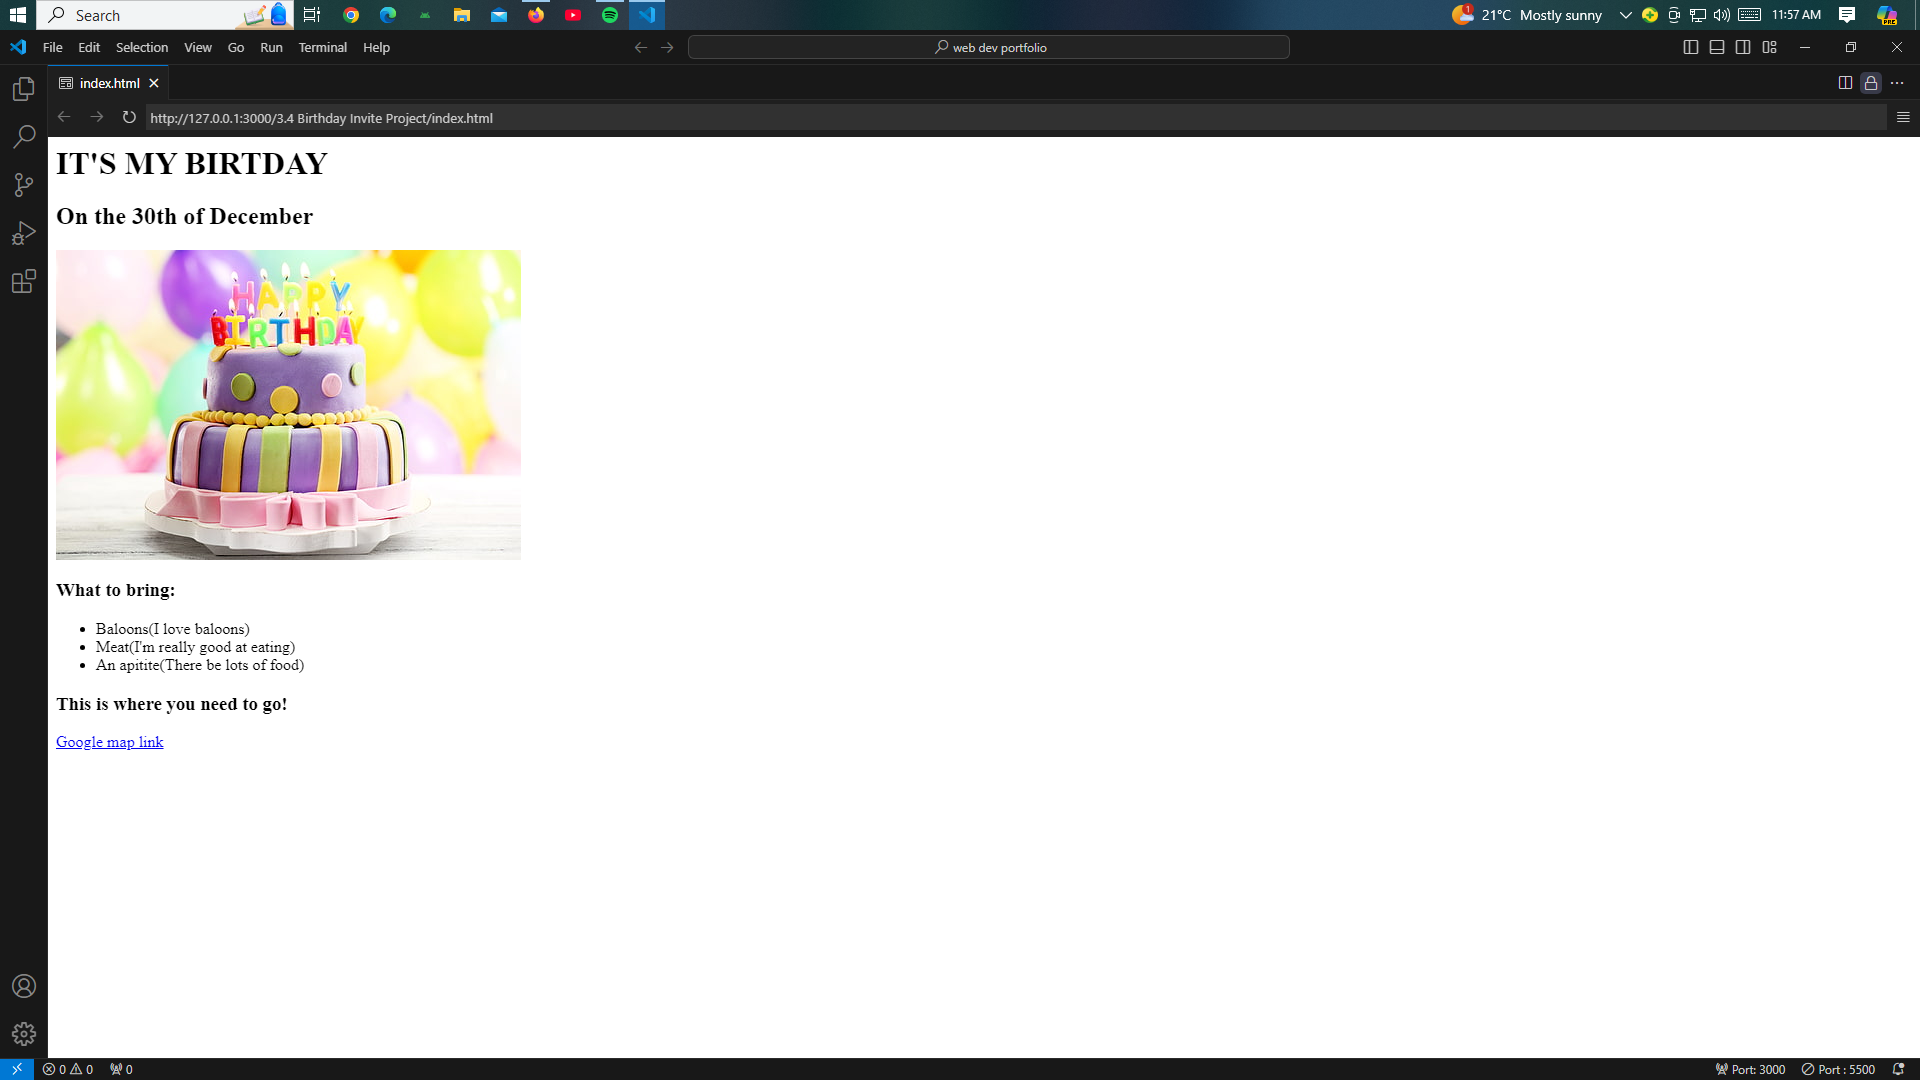 Search
21°C Mostly sunny
1
11:57 AM
PRE
File Edit Selection View Go Run Terminal Help
web dev portfolio
index.html
http://127.0.0.1:3000/3.4 Birthday Invite Project/index.html
IT'S MY BIRTDAY
On the 30th of December
HAPPY
BIRTHDAY
What to bring:
Baloons(I love baloons)
Meat(I'm really good at eating)
An apitite(There be lots of food)
This is where you need to go!
Google map link
0 0 0
Port: 3000
Port : 5500